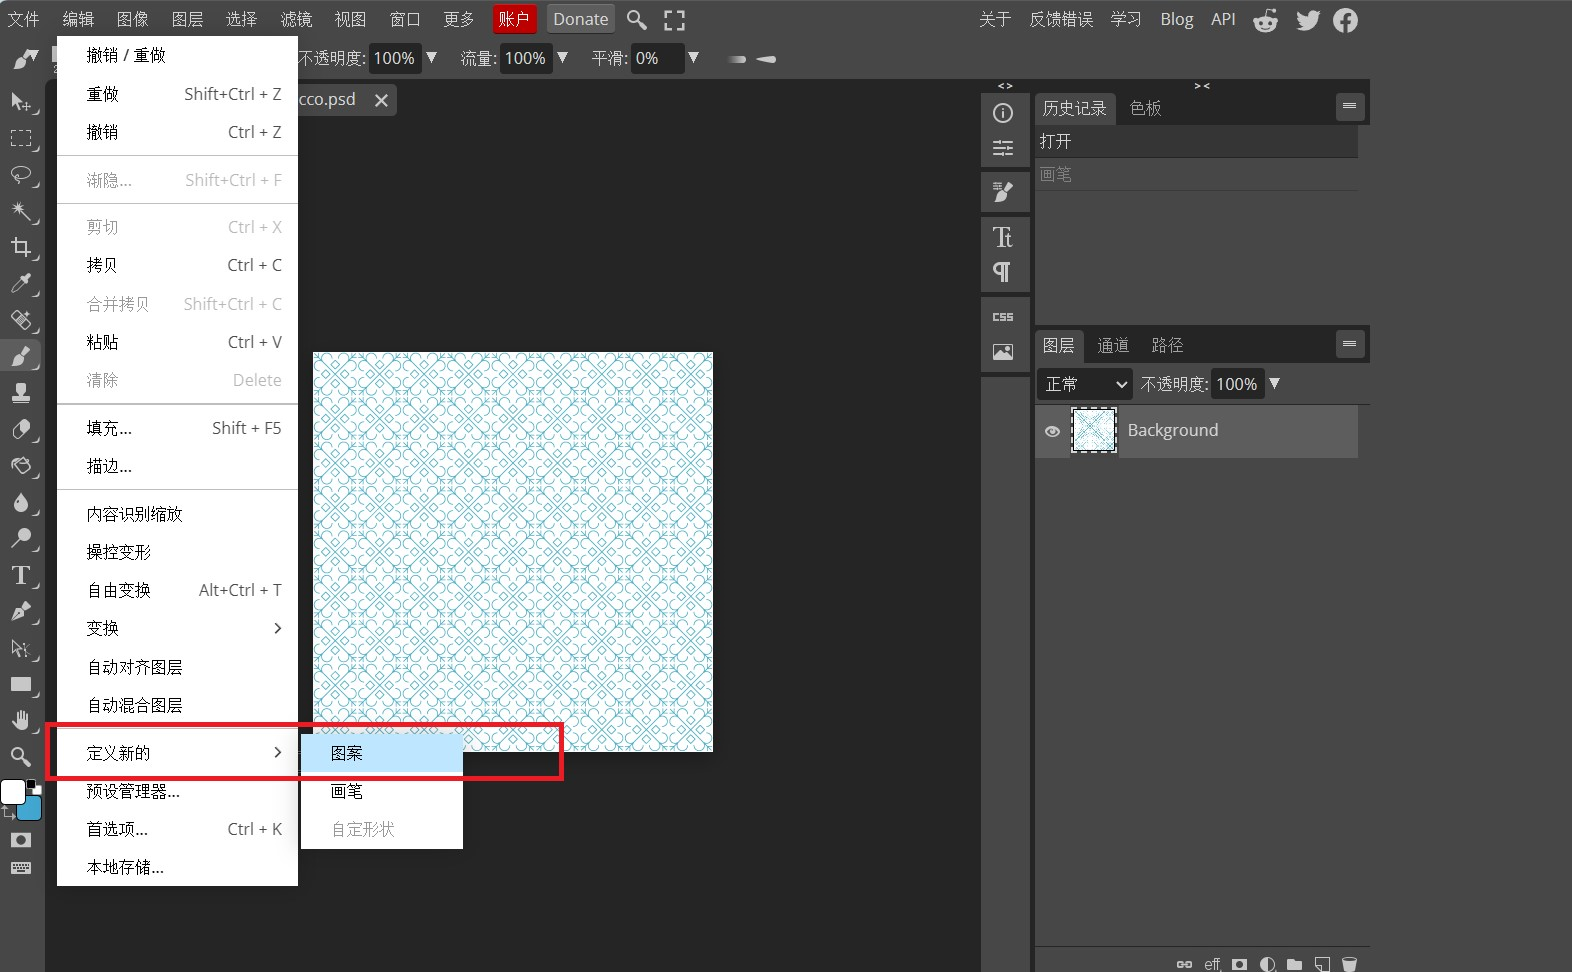 文件 编辑 图像 图层 选择 滤镜 视图 窗口 更多 账户 Donate 关于 反馈错误 学习 Blog API
不透明度: 100% ▼ 流量: 100% ▼ 平滑: 0% ▼
cco.psd
撤销 / 重做
重做 Shift+Ctrl + Z
撤销 Ctrl + Z
渐隐... Shift+Ctrl + F
剪切 Ctrl + X
拷贝 Ctrl + C
合并拷贝 Shift+Ctrl + C
粘贴 Ctrl + V
清除 Delete
填充... Shift + F5
描边...
内容识别缩放
操控变形
自由变换 Alt+Ctrl + T
变换
自动对齐图层
自动混合图层
定义新的
预设管理器...
首选项... Ctrl + K
本地存储...
图案
画笔
自定形状
< >
> <
历史记录 色板
打开
画笔
CSS
图层 通道 路径
正常 不透明度: 100% ▼
Background
eff